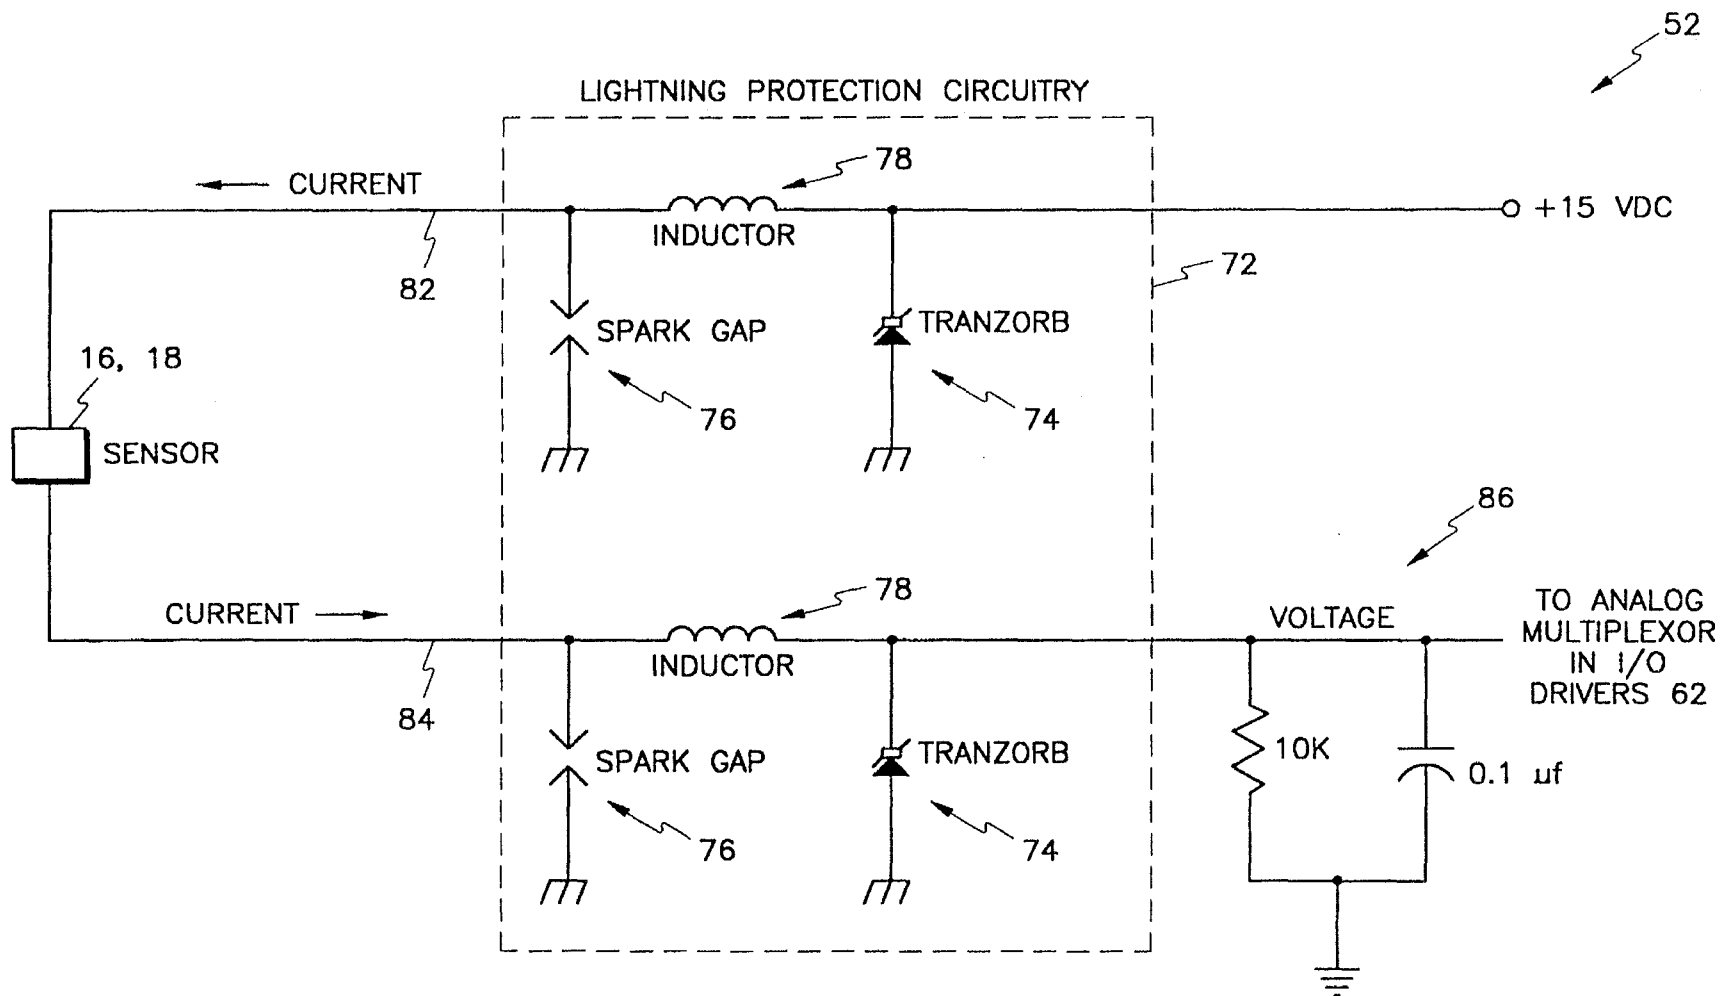 52
LIGHTNING PROTECTION CIRCUITRY
78
CURRENT
+15 VDC
INDUCTOR
82
72
SPARK GAP
TRANZORB
16, 18
76
74
SENSOR
86
78
CURRENT
VOLTAGE
TO ANALOG
MULTIPLEXOR
IN I/O
DRIVERS 62
INDUCTOR
84
SPARK GAP
TRANZORB
10K
0.1 µf
76
74